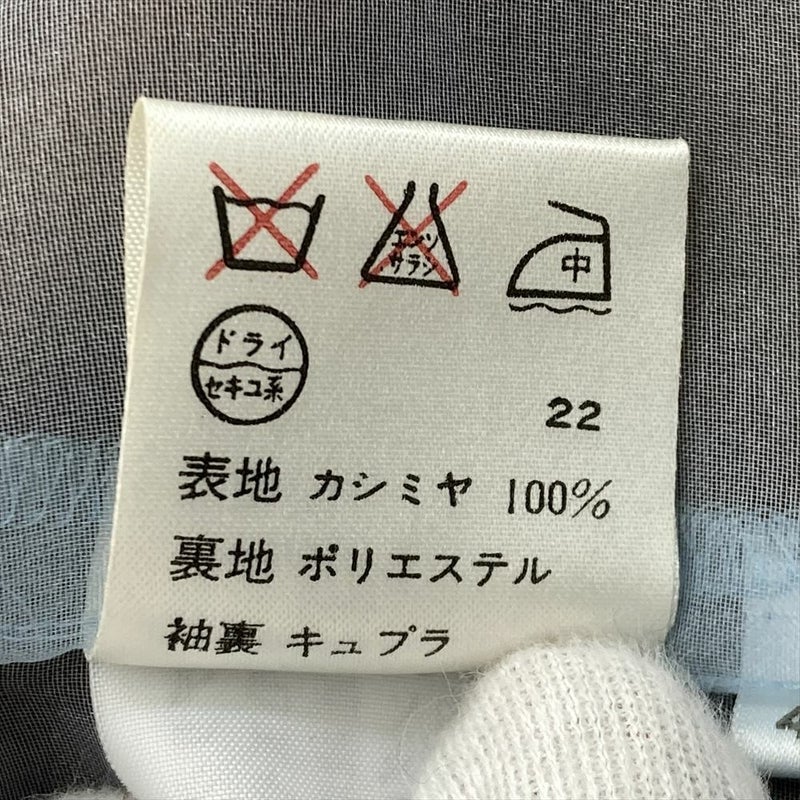 エンソ
サラシ
中
ドライ
セキユ系
22
表地 カシミヤ 100%
裏地 ポリエステル
袖裏 キュプラ